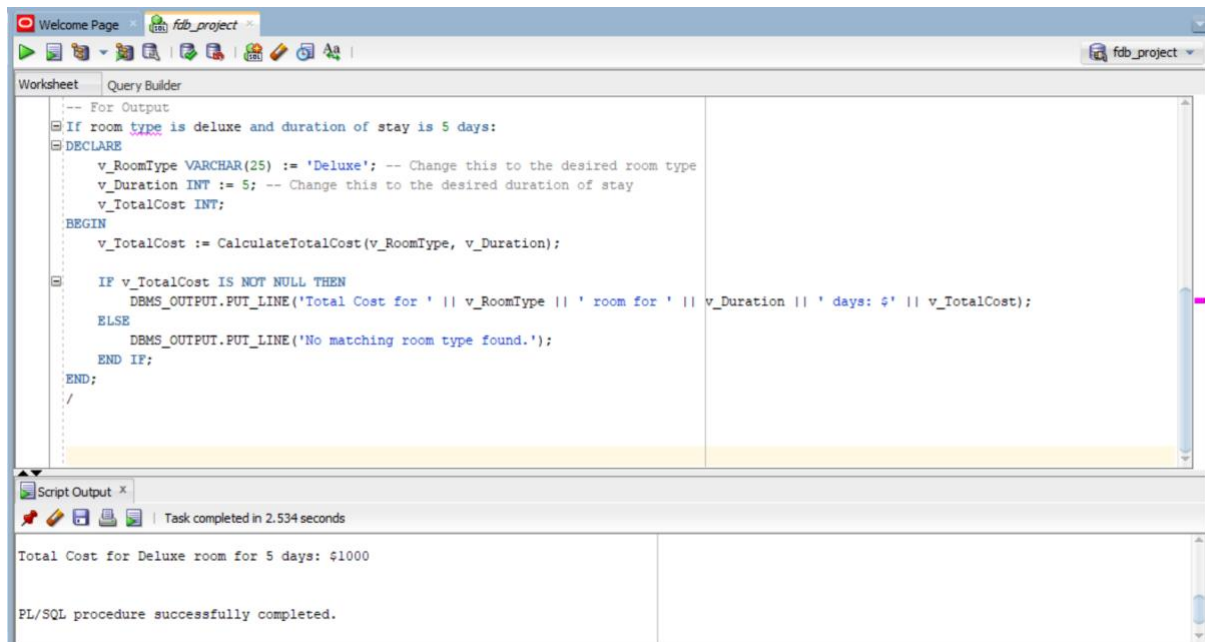 Welcome Page
fdb_project
fdb_project
Worksheet Query Builder
-- For Output
If room type is deluxe and duration of stay is 5 days:
DECLARE
v_RoomType VARCHAR(25) := 'Deluxe'; -- Change this to the desired room type
v_Duration INT := 5; -- Change this to the desired duration of stay
v_TotalCost INT;
BEGIN
v_TotalCost := CalculateTotalCost(v_RoomType, v_Duration);
IF v_TotalCost IS NOT NULL THEN
DBMS_OUTPUT.PUT_LINE('Total Cost for ' || v_RoomType || ' room for ' || v_Duration || ' days: $' || v_TotalCost);
ELSE
DBMS_OUTPUT.PUT_LINE('No matching room type found.');
END IF;
END;
/
Script Output
Task completed in 2.534 seconds
Total Cost for Deluxe room for 5 days: $1000
PL/SQL procedure successfully completed.